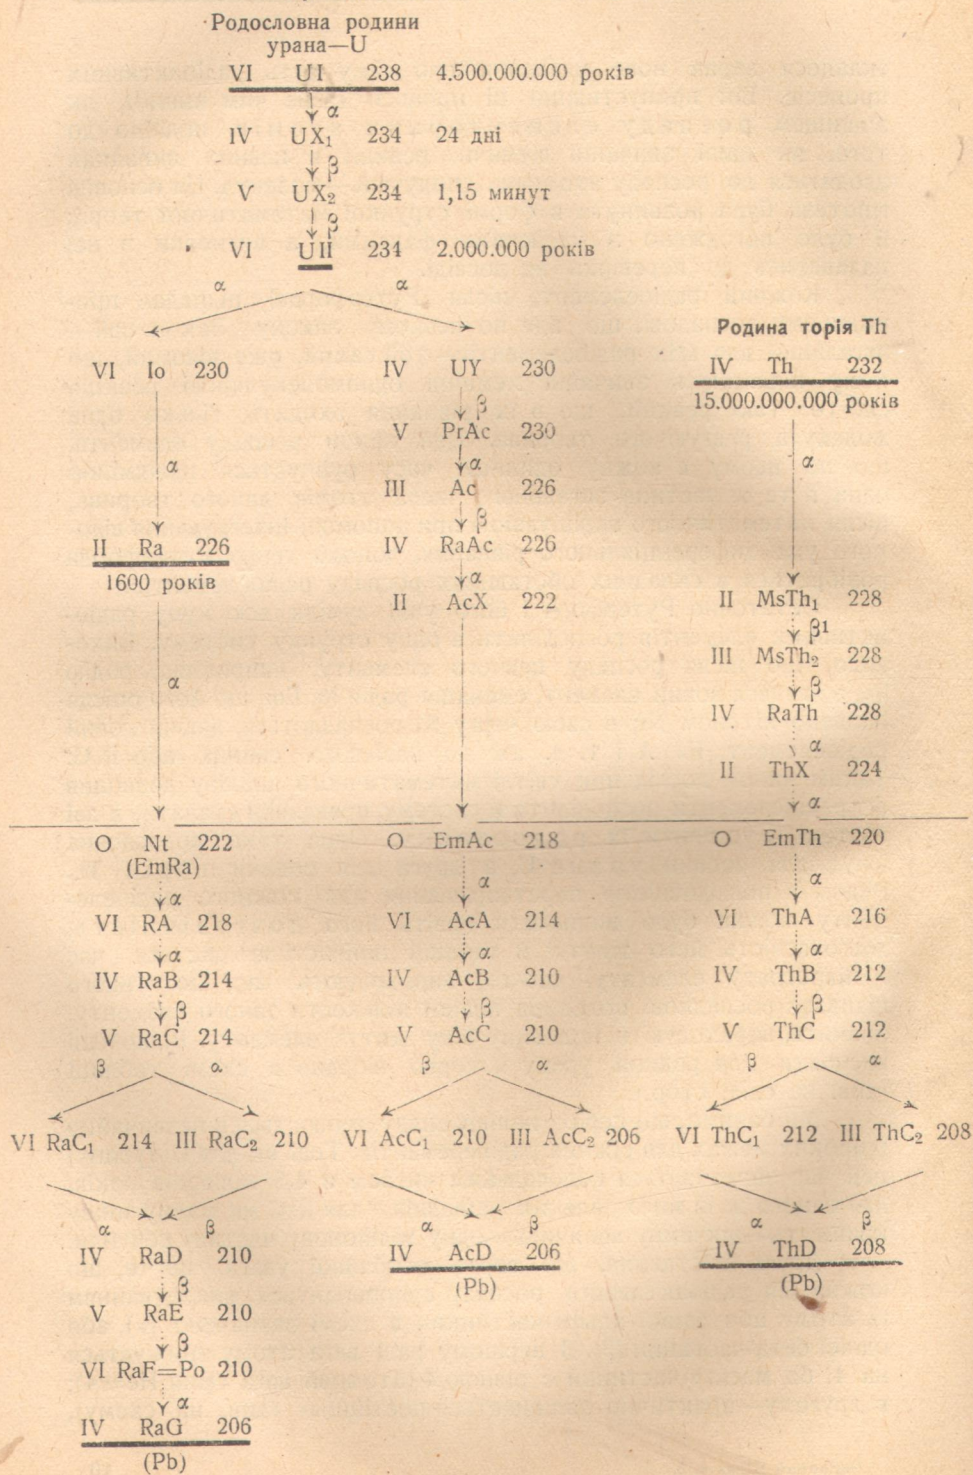 Родословна родини
урана—U
VI UI 238 4.500.000.000 років
α
IV UX₁ 234 24 дні
β
V UX₂ 234 1,15 минут
β
VI UII 234 2.000.000 років
α α
Родина торія Th
VI Io 230 IV UY 230 IV Th 232
15.000.000.000 років
β
V PrAc 230
α α α
III Ac 226
β
II Ra 226 IV RaAc 226
1600 років
α
II AcX 222 II MsTh₁ 228
β¹
III MsTh₂ 228
α β
IV RaTh 228
α
II ThX 224
α
O Nt 222 O EmAc 218 O EmTh 220
(EmRa)
α α α
VI RA 218 VI AcA 214 VI ThA 216
α α α
IV RaB 214 IV AcB 210 IV ThB 212
β β β
V RaC 214 V AcC 210 V ThC 212
β α β α β α
VI RaC₁ 214 III RaC₂ 210 VI AcC₁ 210 III AcC₂ 206 VI ThC₁ 212 III ThC₂ 208
α β α β α β
IV RaD 210 IV AcD 206 IV ThD 208
(Pb) (Pb)
β
V RaE 210
β
VI RaF=Po 210
α
IV RaG 206
(Pb)